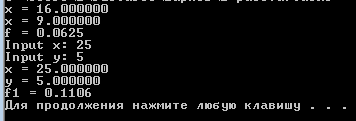 x = 16.000000
x = 9.000000
f = 0.0625
Input x: 25
Input y: 5
x = 25.000000
y = 5.000000
f1 = 0.1106
Для продолжения нажмите любую клавишу . . .